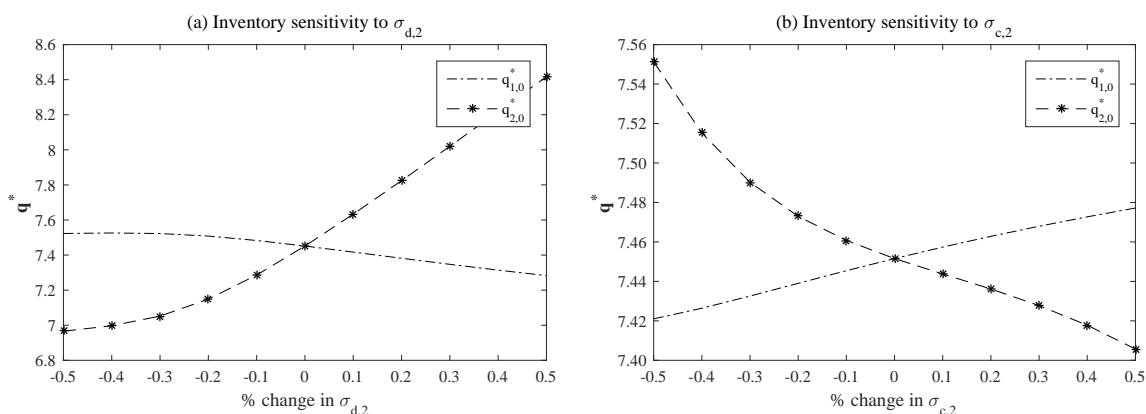 (a) Inventory sensitivity to σd,2
8.6
8.4
8.2
8
7.8
7.6
7.4
7.2
7
6.8
q*
-0.5 -0.4 -0.3 -0.2 -0.1 0 0.1 0.2 0.3 0.4 0.5
% change in σd,2
q*1,0
q*2,0
(b) Inventory sensitivity to σc,2
7.56
7.52
7.48
7.46
7.44
7.42
7.40
q*
-0.5 -0.4 -0.3 -0.2 -0.1 0 0.1 0.2 0.3 0.4 0.5
% change in σc,2
q*1,0
q*2,0